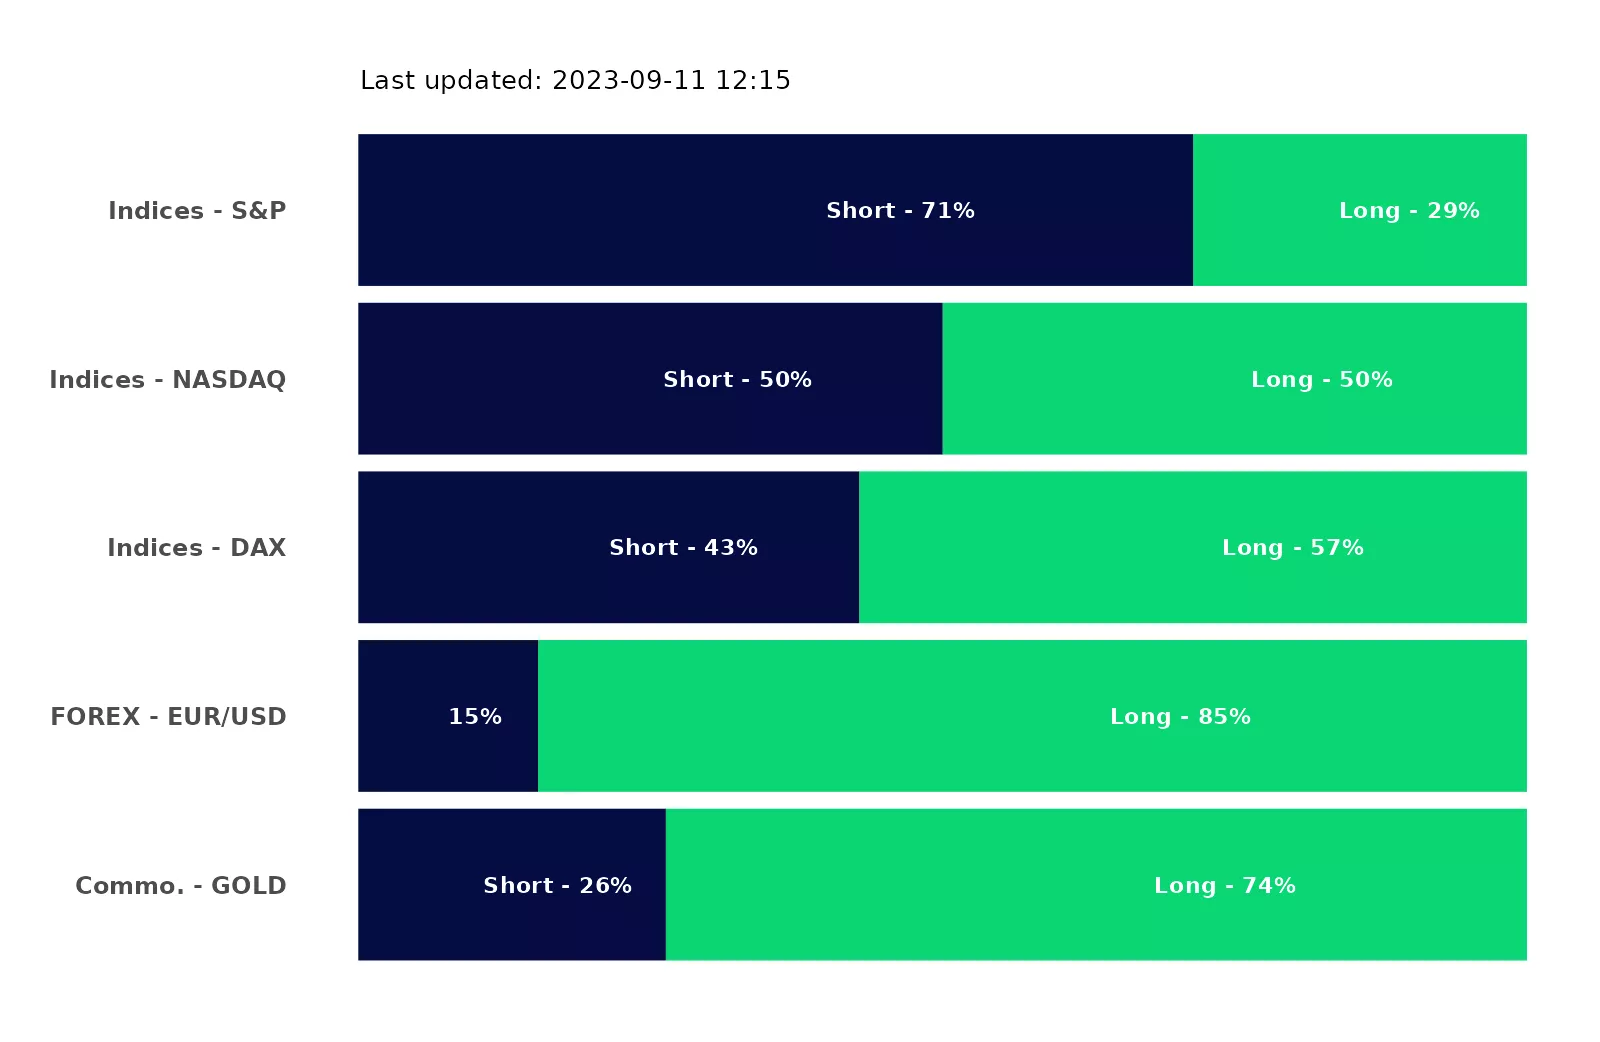 Last updated: 2023-09-11 12:15
Indices - S&P Short - 71% Long - 29%
Indices - NASDAQ Short - 50% Long - 50%
Indices - DAX Short - 43% Long - 57%
FOREX - EUR/USD 15% Long - 85%
Commo. - GOLD Short - 26% Long - 74%